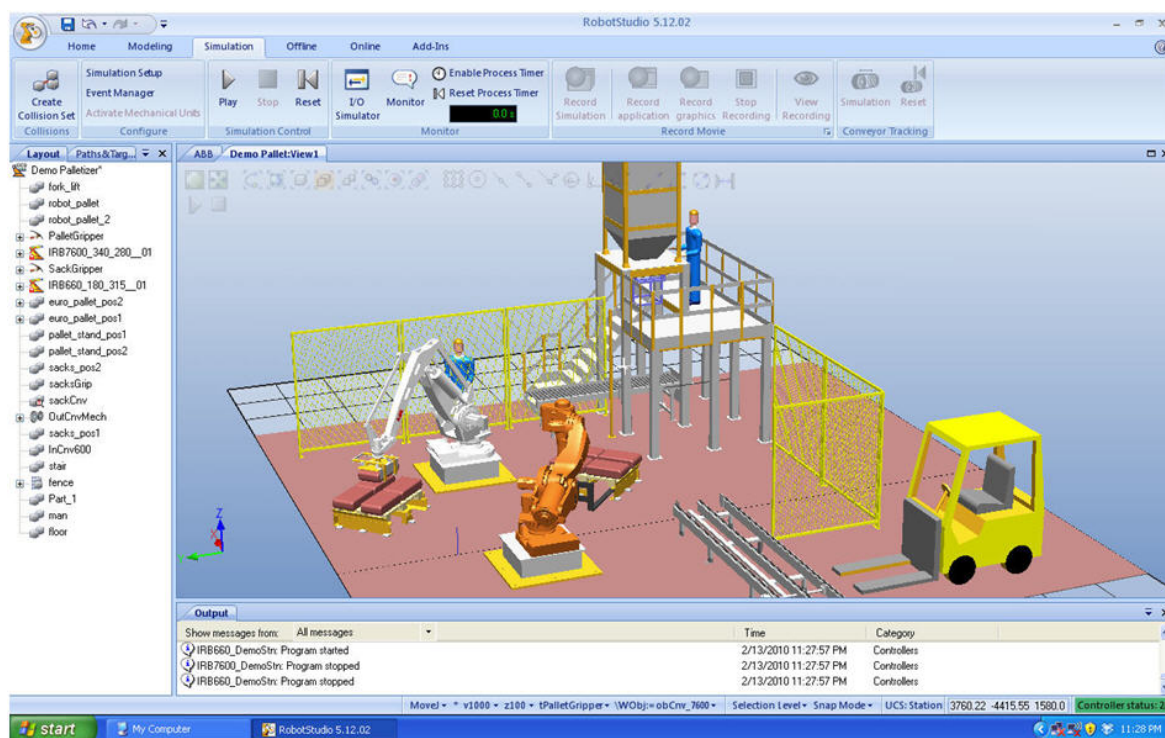 RobotStudio 5.12.02
Home Modeling Simulation Offline Online Add-Ins
Create Collision Set
Collisions
Simulation Setup
Event Manager
Activate Mechanical Units
Configure
Play Stop Reset
Simulation Control
I/O Simulator
Monitor
Enable Process Timer
Reset Process Timer
0.0 s
Monitor
Record Simulation
Record application
Record graphics
Stop Recording
View Recording
Record Movie
Simulation Reset
Conveyor Tracking
Layout Paths&Targ...
ABB Demo Pallet:View1
Demo Palletizer*
fork_lift
robot_pallet
robot_pallet_2
PalletGripper
IRB7600_340_280__01
SackGripper
IRB660_180_315__01
euro_pallet_pos2
euro_pallet_pos1
pallet_stand_pos1
pallet_stand_pos2
sacks_pos2
sacksGrip
sackCnv
OutCnvMech
sacks_pos1
InCnv600
stair
fence
Part_1
man
floor
Z
X
Output
Show messages from: All messages Time Category
IRB660_DemoStn: Program started 2/13/2010 11:27:57 PM Controllers
IRB7600_DemoStn: Program stopped 2/13/2010 11:27:57 PM Controllers
IRB660_DemoStn: Program stopped 2/13/2010 11:27:57 PM Controllers
MoveJ * v1000 z100 tPalletGripper \WObj:=obCnv_7600 Selection Level Snap Mode UCS: Station 3760.22 -4415.55 1580.0 Controller status: 2
start My Computer RobotStudio 5.12.02 11:28 PM